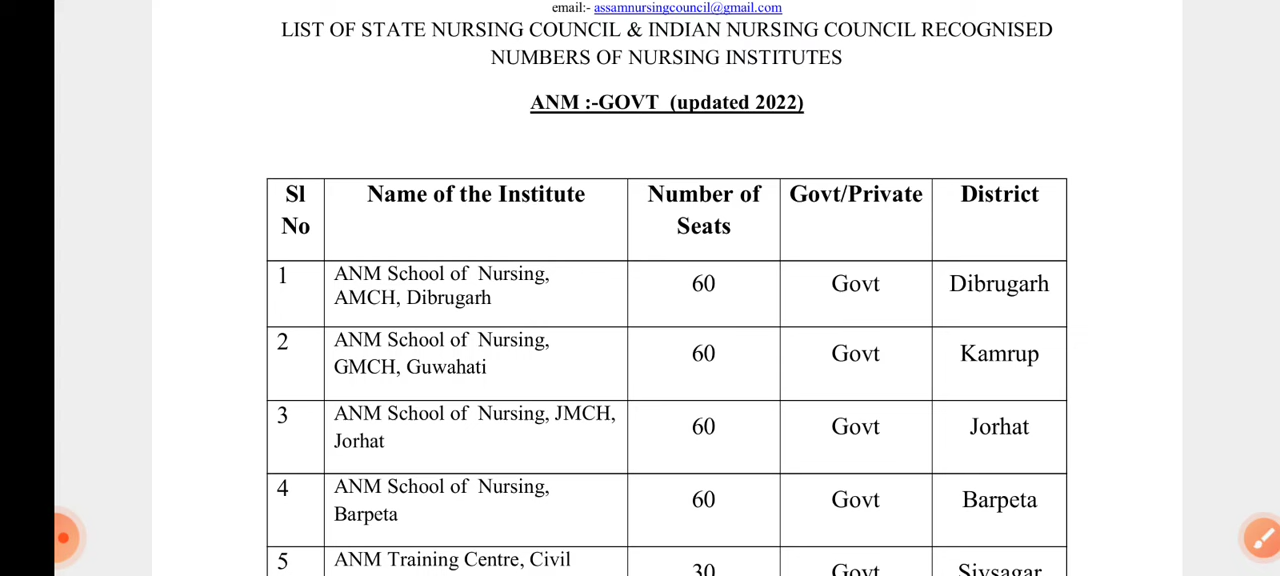 email:- assamnursingcouncil@gmail.com
LIST OF STATE NURSING COUNCIL & INDIAN NURSING COUNCIL RECOGNISED
NUMBERS OF NURSING INSTITUTES
ANM :-GOVT (updated 2022)
Sl No | Name of the Institute | Number of Seats | Govt/Private | District
1 | ANM School of Nursing, AMCH, Dibrugarh | 60 | Govt | Dibrugarh
2 | ANM School of Nursing, GMCH, Guwahati | 60 | Govt | Kamrup
3 | ANM School of Nursing, JMCH, Jorhat | 60 | Govt | Jorhat
4 | ANM School of Nursing, Barpeta | 60 | Govt | Barpeta
5 | ANM Training Centre, Civil | 30 | Govt | Sivsagar